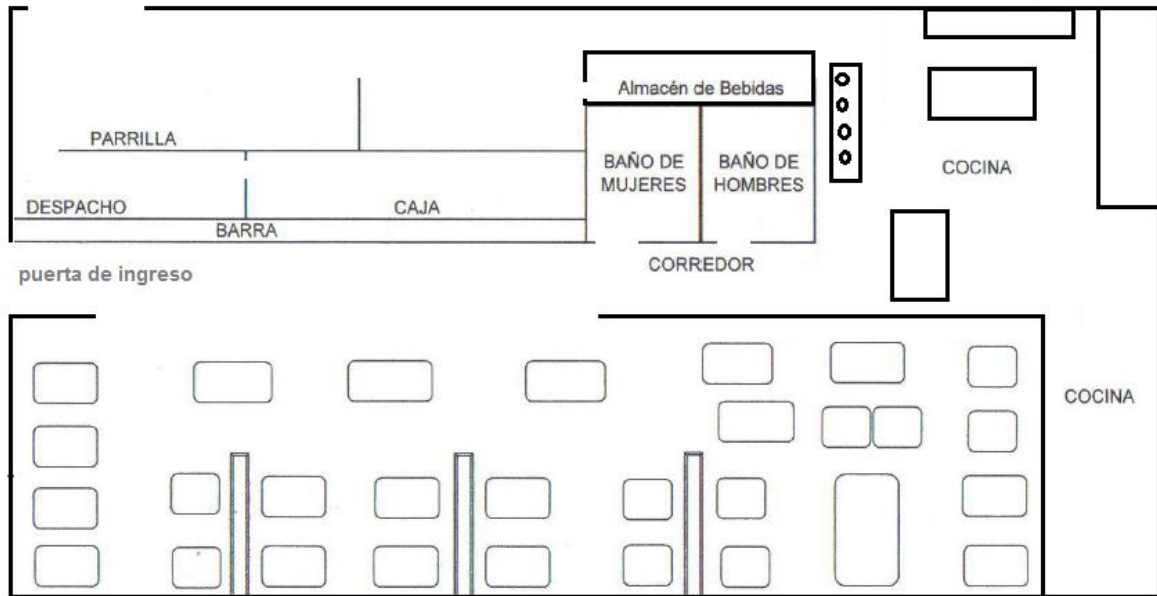 Almacén de Bebidas
PARRILLA
BAÑO DE
MUJERES
BAÑO DE
HOMBRES
COCINA
DESPACHO
CAJA
BARRA
CORREDOR
puerta de ingreso
COCINA